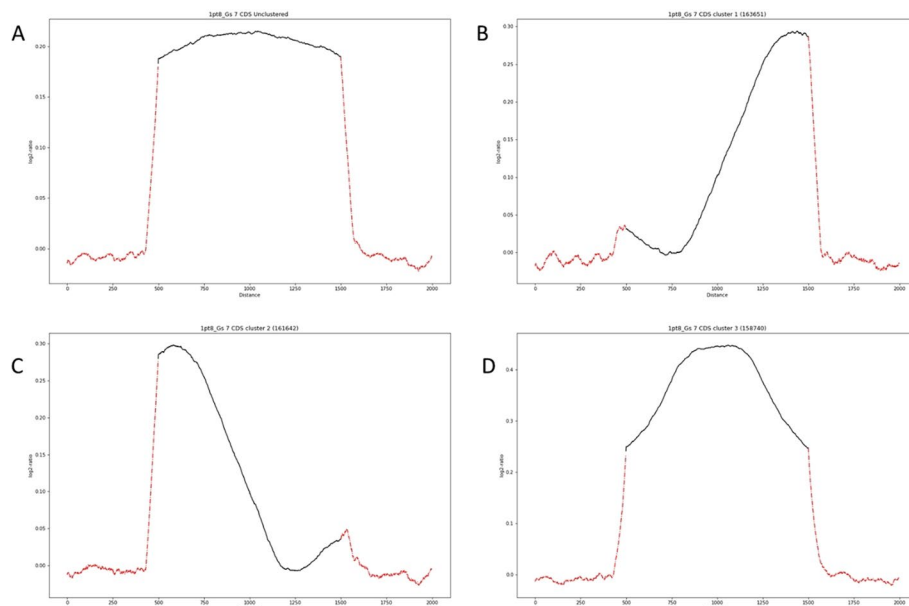 A
1pt8_Gs 7 CDS Unclustered
0.20
0.15
0.10
0.05
0.00
log2-ratio
0 250 500 750 1000 1250 1500 1750 2000
Distance
B
1pt8_Gs 7 CDS cluster 1 (163651)
0.30
0.25
0.20
0.15
0.10
0.05
0.00
log2-ratio
0 250 500 750 1000 1250 1500 1750 2000
Distance
C
1pt8_Gs 7 CDS cluster 2 (161642)
0.30
0.25
0.20
0.15
0.10
0.05
0.00
log2-ratio
0 250 500 750 1000 1250 1500 1750 2000
D
1pt8_Gs 7 CDS cluster 3 (158740)
0.4
0.3
0.2
0.1
0.0
log2-ratio
0 250 500 750 1000 1250 1500 1750 2000